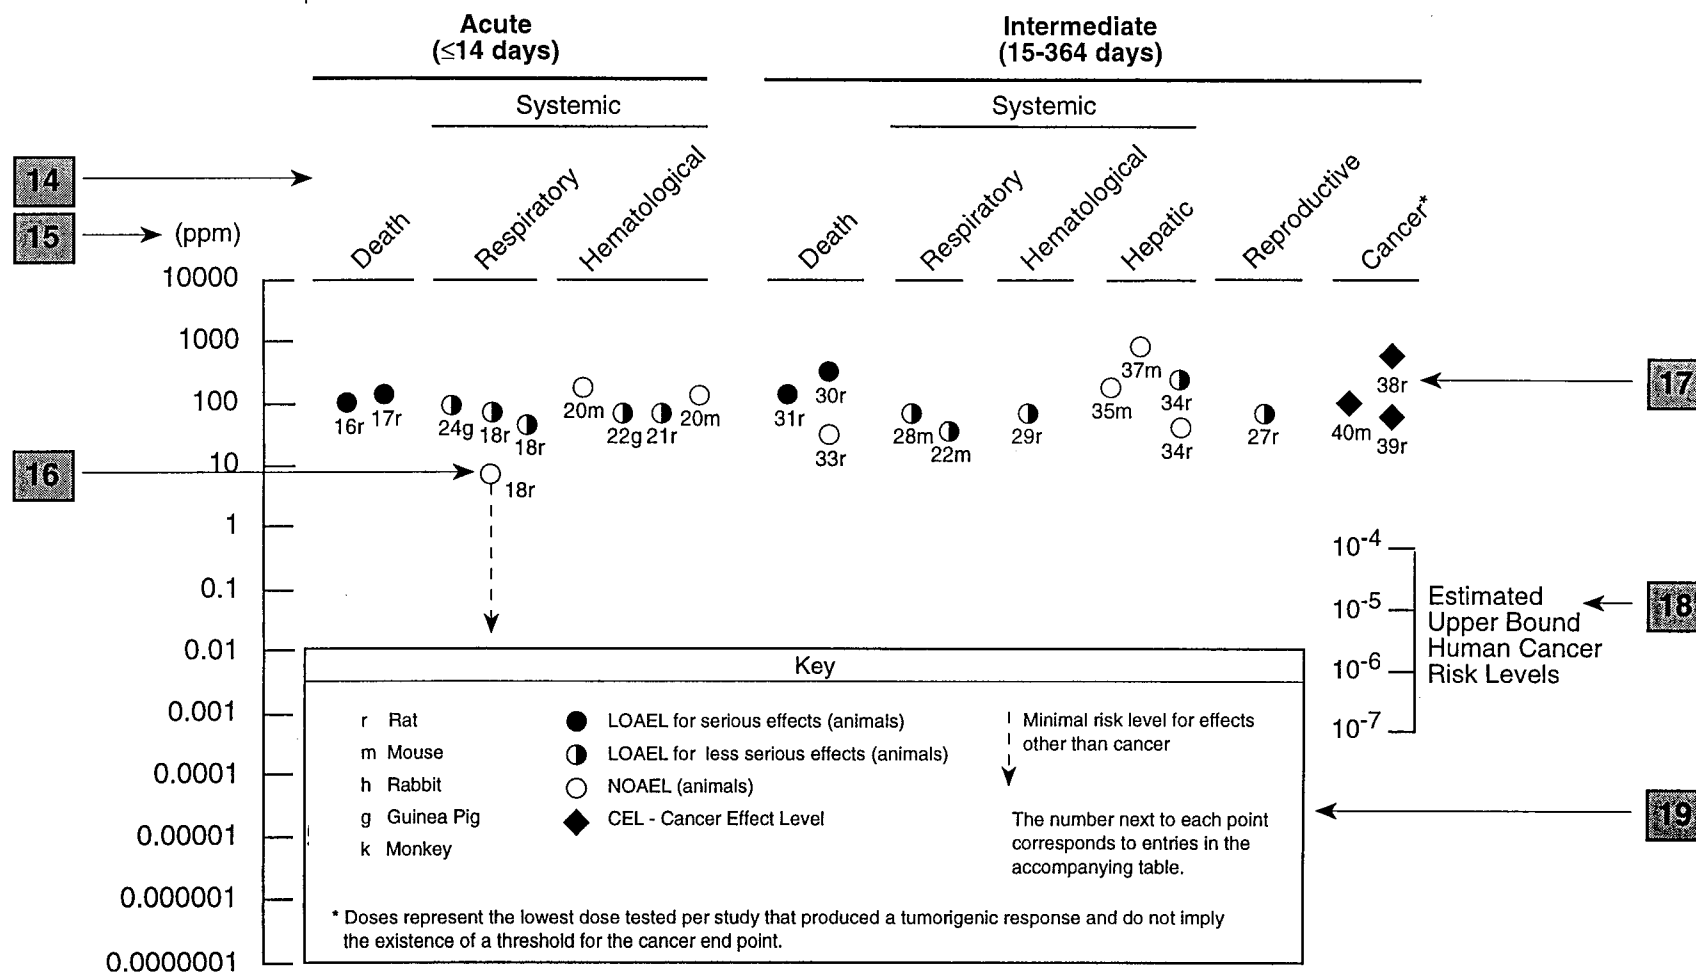 Acute
(≤14 days)
Intermediate
(15-364 days)
Systemic
Systemic
14
15
(ppm)
Death
Respiratory
Hematological
Death
Respiratory
Hematological
Hepatic
Reproductive
Cancer*
10000
1000
100
10
1
0.1
0.01
0.001
0.0001
0.00001
0.000001
0.0000001
16r
17r
24g
18r
18r
18r
20m
22g
21r
20m
31r
30r
33r
28m
22m
29r
35m
37m
34r
34r
27r
40m
38r
39r
16
17
10-4
10-5
10-6
10-7
Estimated
Upper Bound
Human Cancer
Risk Levels
18
19
Key
r Rat
m Mouse
h Rabbit
g Guinea Pig
k Monkey
LOAEL for serious effects (animals)
LOAEL for less serious effects (animals)
NOAEL (animals)
CEL - Cancer Effect Level
Minimal risk level for effects
other than cancer
The number next to each point
corresponds to entries in the
accompanying table.
* Doses represent the lowest dose tested per study that produced a tumorigenic response and do not imply
the existence of a threshold for the cancer end point.